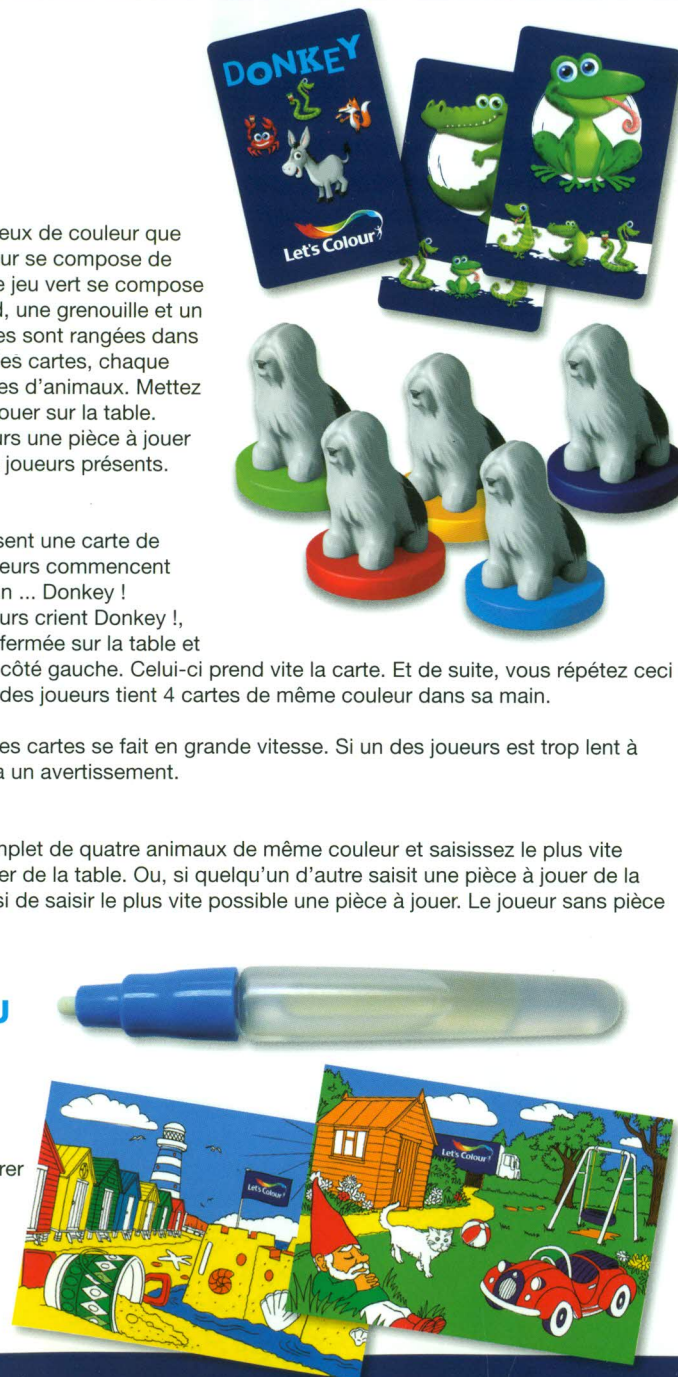 DONKEY
Let's Colour
eux de couleur que
ur se compose de
e jeu vert se compose
d, une grenouille et un
es sont rangées dans
es cartes, chaque
es d'animaux. Mettez
ouer sur la table.
urs une pièce à jouer
joueurs présents.
sent une carte de
eurs commencent
n ... Donkey !
urs crient Donkey !,
fermée sur la table et
côté gauche. Celui-ci prend vite la carte. Et de suite, vous répétez ceci
des joueurs tient 4 cartes de même couleur dans sa main.
es cartes se fait en grande vitesse. Si un des joueurs est trop lent à
a un avertissement.
mplet de quatre animaux de même couleur et saisissez le plus vite
er de la table. Ou, si quelqu'un d'autre saisit une pièce à jouer de la
si de saisir le plus vite possible une pièce à jouer. Le joueur sans pièce
U
rer
Let's Colour!
Let's Colour!